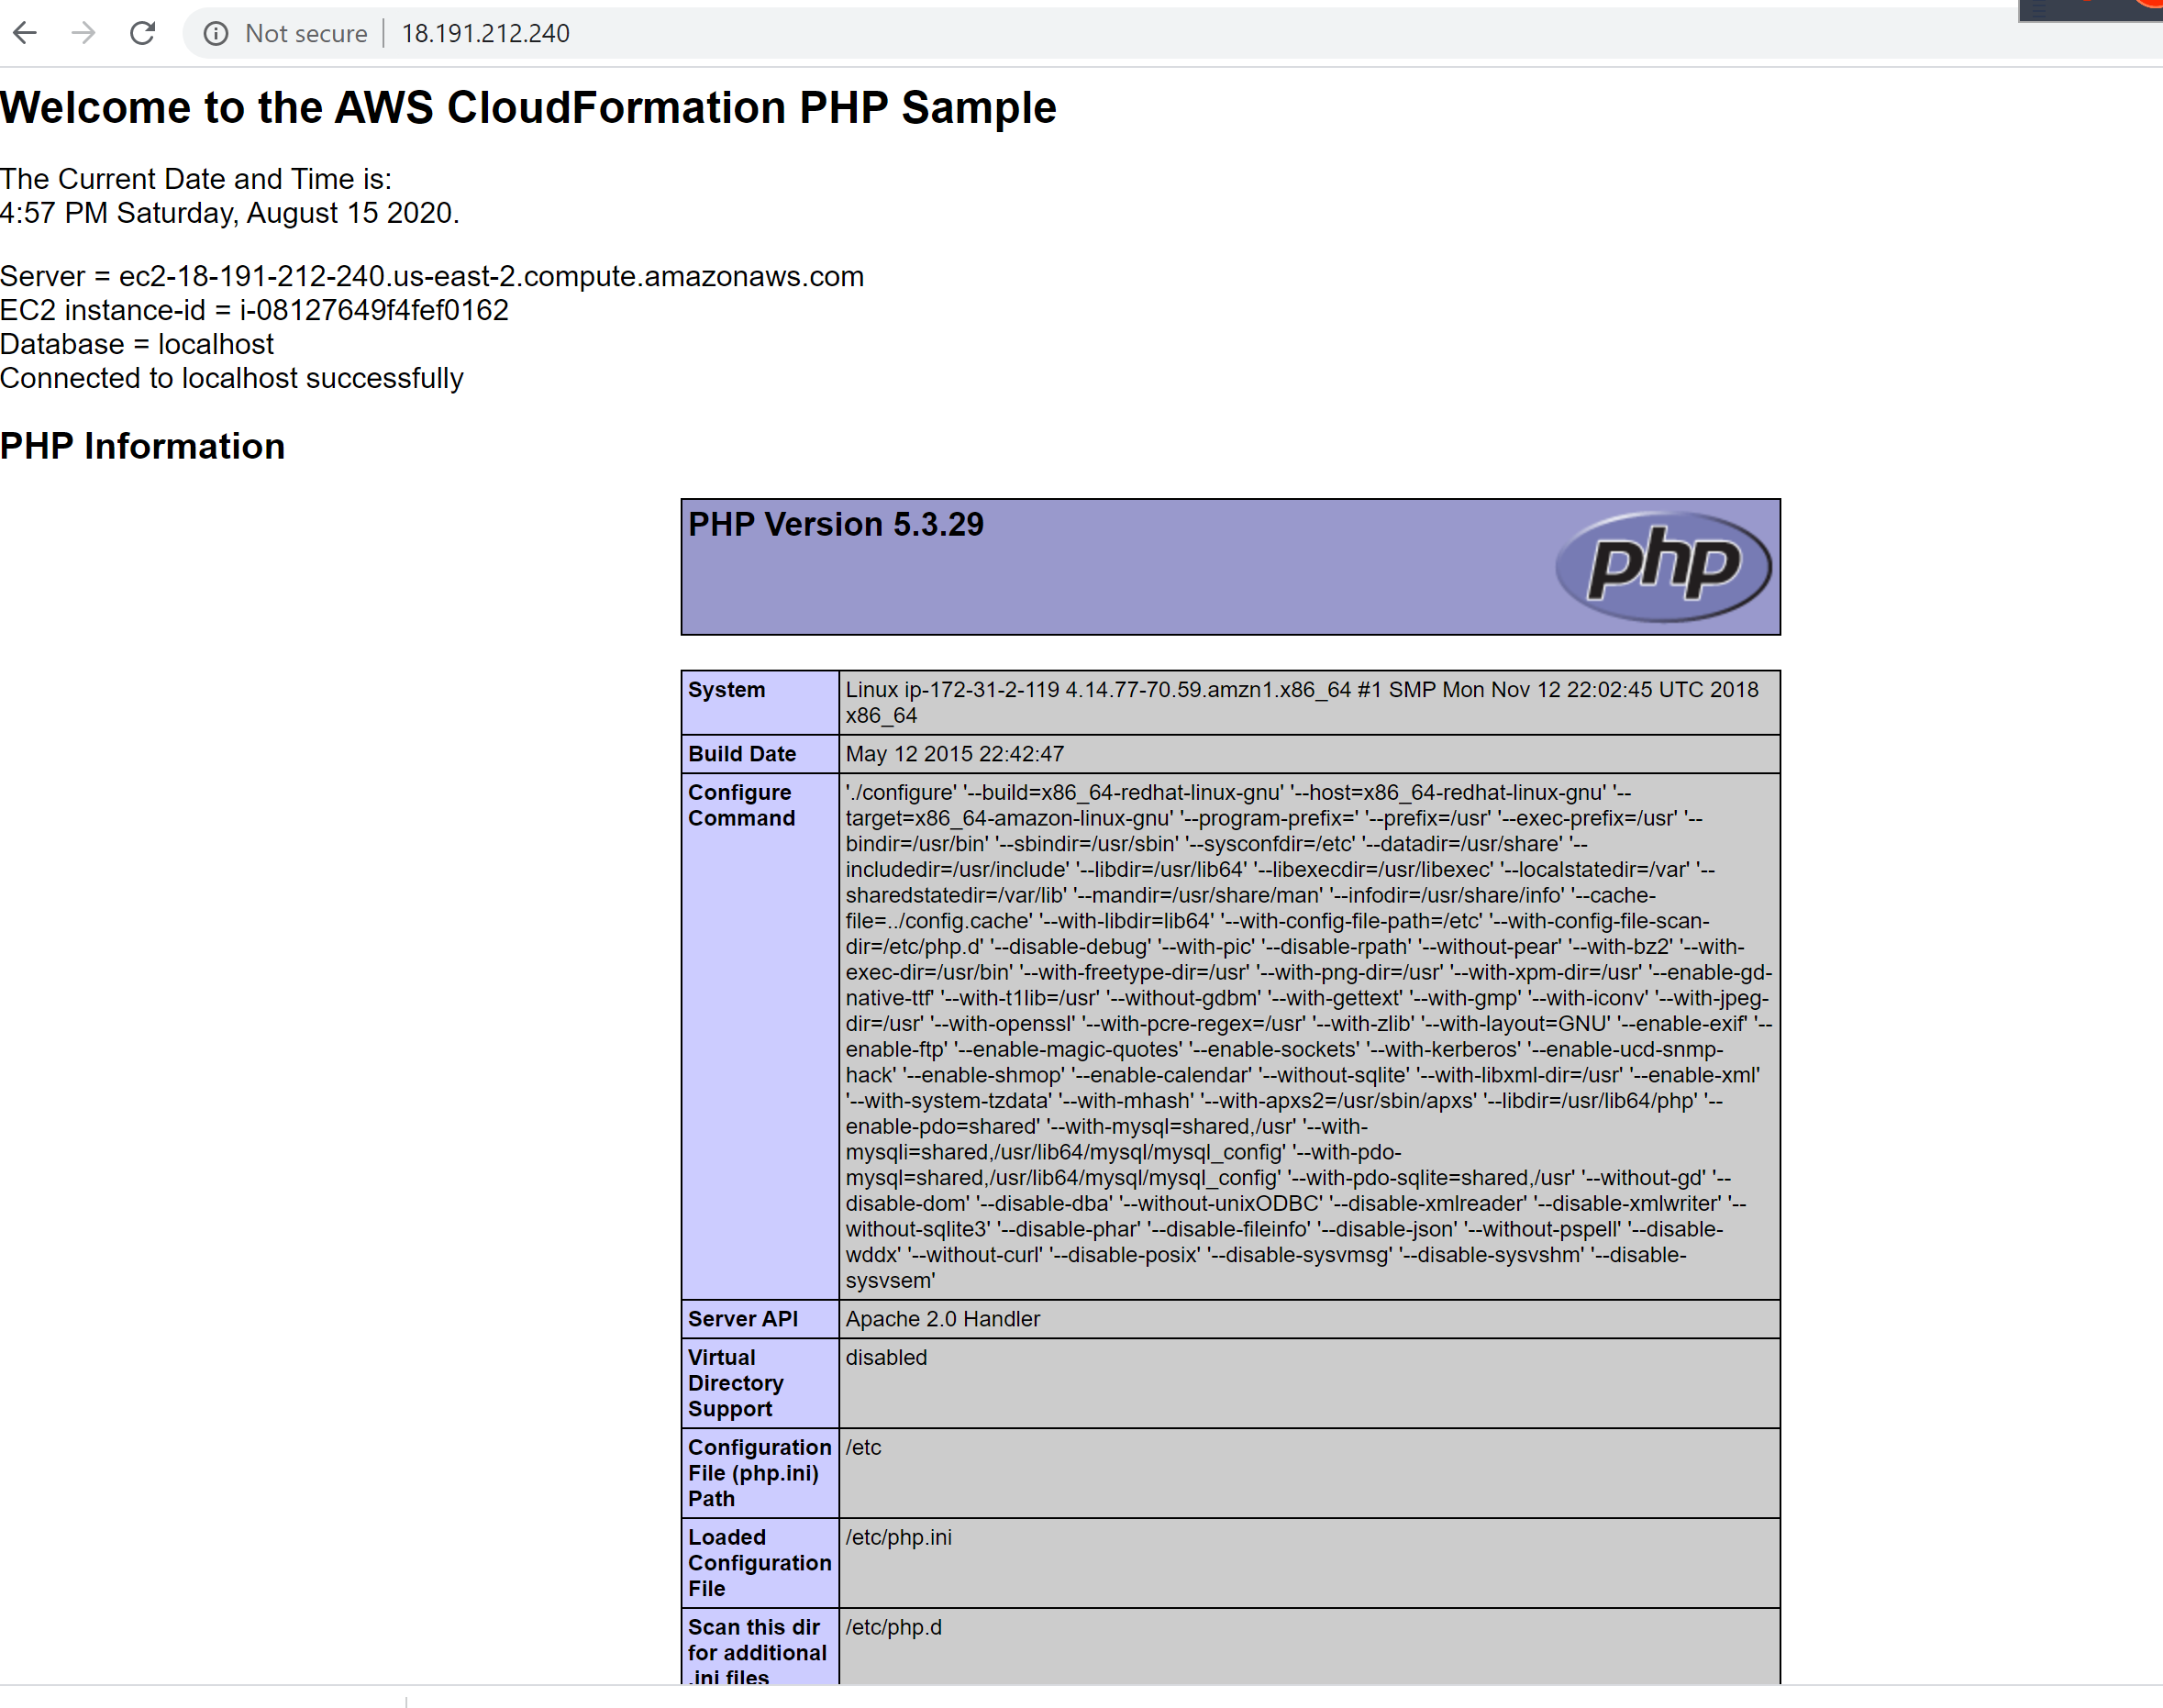 Not secure | 18.191.212.240
Welcome to the AWS CloudFormation PHP Sample
The Current Date and Time is:
4:57 PM Saturday, August 15 2020.
Server = ec2-18-191-212-240.us-east-2.compute.amazonaws.com
EC2 instance-id = i-08127649f4fef0162
Database = localhost
Connected to localhost successfully
PHP Information
PHP Version 5.3.29
php
System
Linux ip-172-31-2-119 4.14.77-70.59.amzn1.x86_64 #1 SMP Mon Nov 12 22:02:45 UTC 2018
x86_64
Build Date
May 12 2015 22:42:47
Configure
Command
'./configure' '--build=x86_64-redhat-linux-gnu' '--host=x86_64-redhat-linux-gnu' '--
target=x86_64-amazon-linux-gnu' '--program-prefix=' '--prefix=/usr' '--exec-prefix=/usr' '--
bindir=/usr/bin' '--sbindir=/usr/sbin' '--sysconfdir=/etc' '--datadir=/usr/share' '--
includedir=/usr/include' '--libdir=/usr/lib64' '--libexecdir=/usr/libexec' '--localstatedir=/var' '--
sharedstatedir=/var/lib' '--mandir=/usr/share/man' '--infodir=/usr/share/info' '--cache-
file=../config.cache' '--with-libdir=lib64' '--with-config-file-path=/etc' '--with-config-file-scan-
dir=/etc/php.d' '--disable-debug' '--with-pic' '--disable-rpath' '--without-pear' '--with-bz2' '--with-
exec-dir=/usr/bin' '--with-freetype-dir=/usr' '--with-png-dir=/usr' '--with-xpm-dir=/usr' '--enable-gd-
native-ttf' '--with-t1lib=/usr' '--without-gdbm' '--with-gettext' '--with-gmp' '--with-iconv' '--with-jpeg-
dir=/usr' '--with-openssl' '--with-pcre-regex=/usr' '--with-zlib' '--with-layout=GNU' '--enable-exif' '--
enable-ftp' '--enable-magic-quotes' '--enable-sockets' '--with-kerberos' '--enable-ucd-snmp-
hack' '--enable-shmop' '--enable-calendar' '--without-sqlite' '--with-libxml-dir=/usr' '--enable-xml'
'--with-system-tzdata' '--with-mhash' '--with-apxs2=/usr/sbin/apxs' '--libdir=/usr/lib64/php' '--
enable-pdo=shared' '--with-mysql=shared,/usr' '--with-
mysqli=shared,/usr/lib64/mysql/mysql_config' '--with-pdo-
mysql=shared,/usr/lib64/mysql/mysql_config' '--with-pdo-sqlite=shared,/usr' '--without-gd' '--
disable-dom' '--disable-dba' '--without-unixODBC' '--disable-xmlreader' '--disable-xmlwriter' '--
without-sqlite3' '--disable-phar' '--disable-fileinfo' '--disable-json' '--without-pspell' '--disable-
wddx' '--without-curl' '--disable-posix' '--disable-sysvmsg' '--disable-sysvshm' '--disable-
sysvsem'
Server API
Apache 2.0 Handler
Virtual
Directory
Support
disabled
Configuration
File (php.ini)
Path
/etc
Loaded
Configuration
File
/etc/php.ini
Scan this dir
for additional
.ini files
/etc/php.d